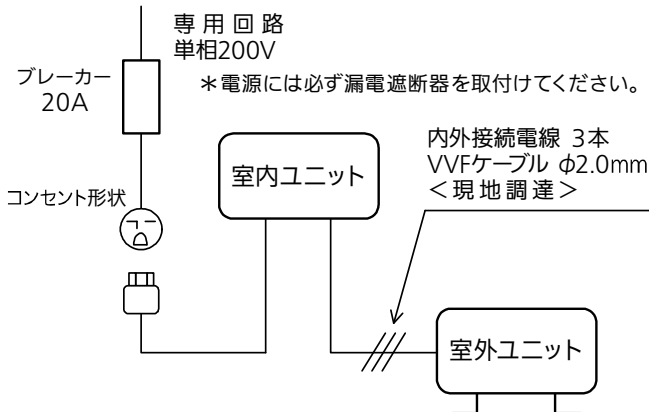 専用回路
単相200V
＊電源には必ず漏電遮断器を取付けてください。
ブレーカー
20A
室内ユニット
内外接続電線 3本
VVFケーブル φ2.0mm
＜現地調達＞
コンセント形状
室外ユニット